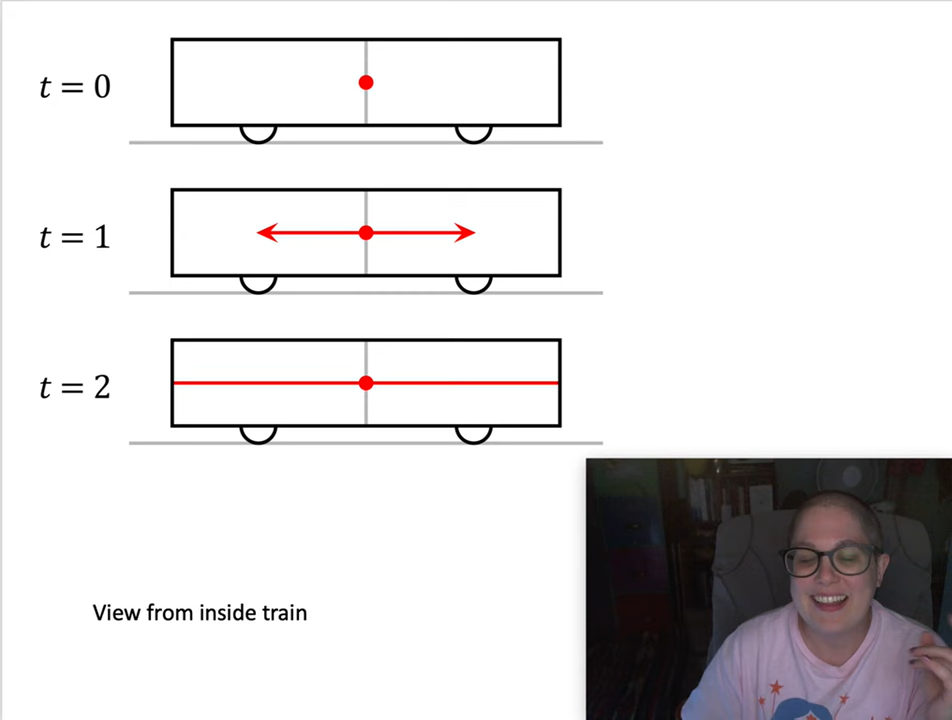 t = 0
t = 1
t = 2
View from inside train